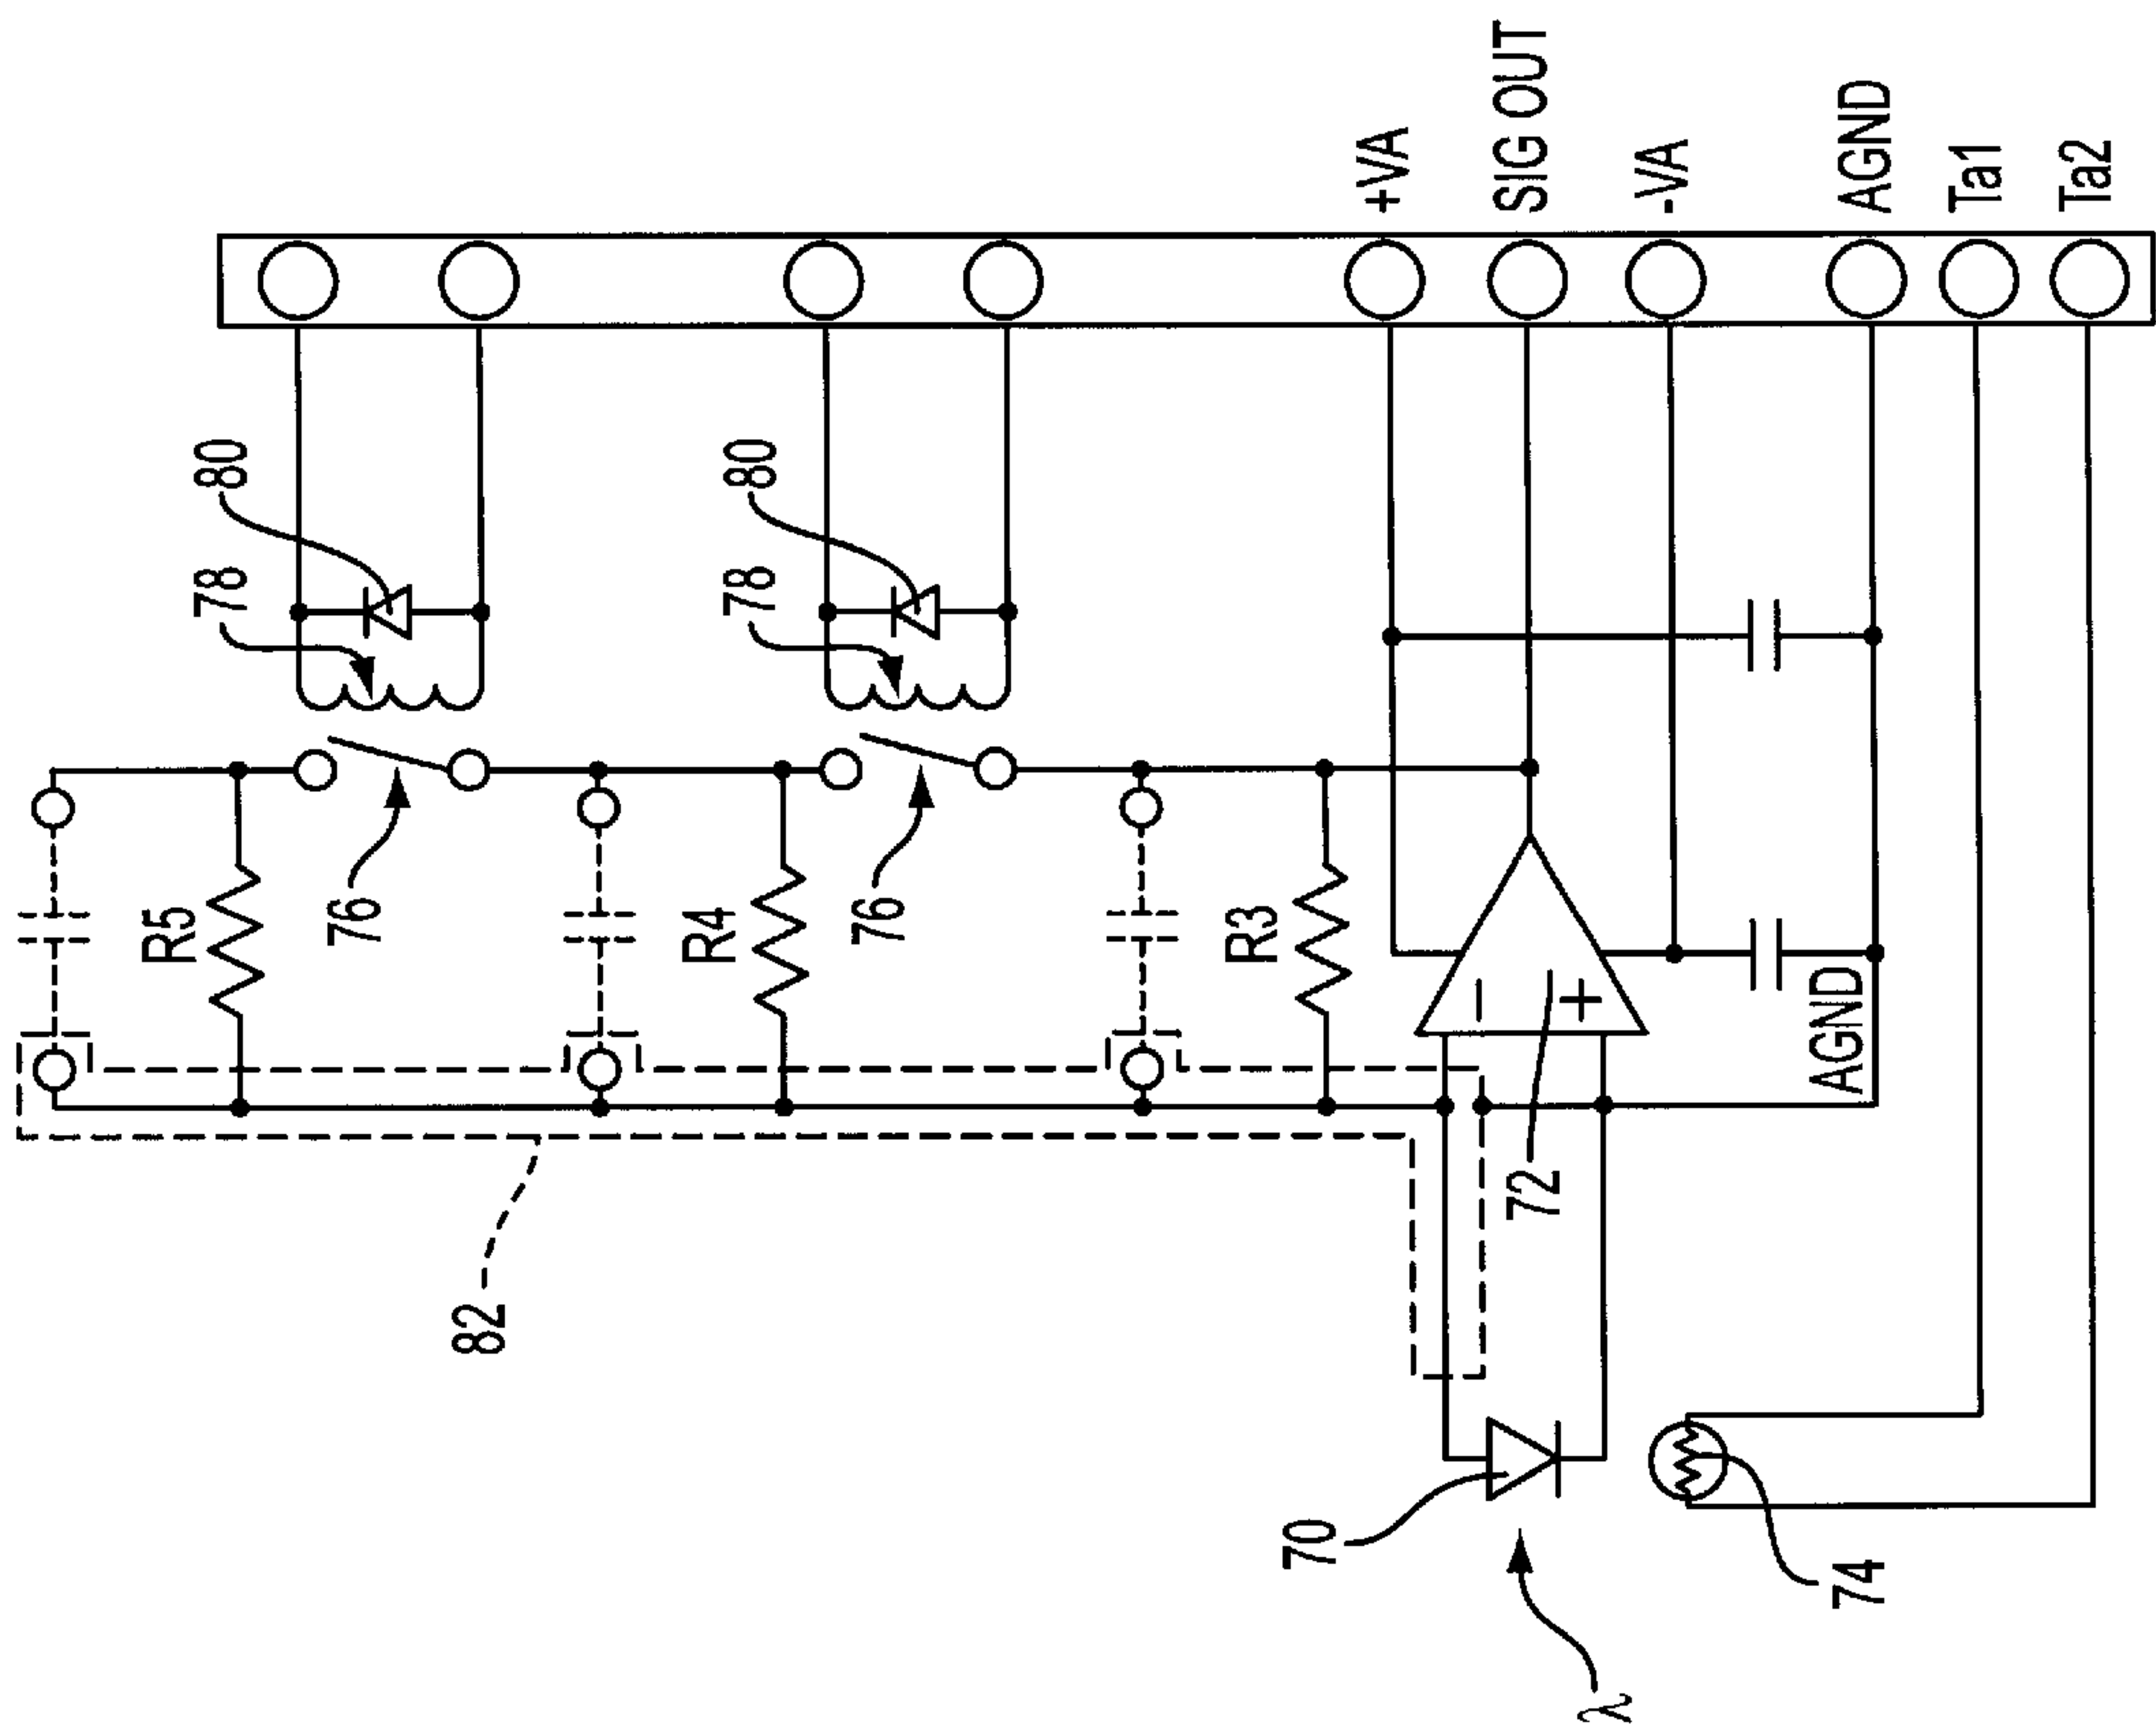 80
78
80
78
+VA
SIG OUT
-VA
AGND
Ta1
Ta2
R5
76
R4
76
R3
−
+
AGND
82
72
70
74
λ